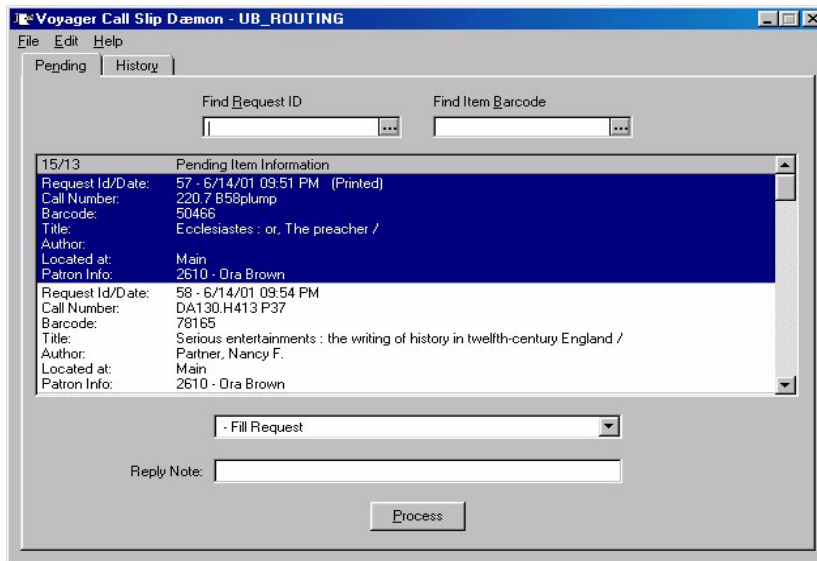 Voyager Call Slip Dæmon - UB_ROUTING
File Edit Help
Pending History
Find Request ID Find Item Barcode
15/13 Pending Item Information
Request Id/Date: 57 - 6/14/01 09:51 PM (Printed)
Call Number: 220.7 B58plump
Barcode: 50466
Title: Ecclesiastes : or, The preacher /
Author:
Located at: Main
Patron Info: 2610 - Ora Brown
Request Id/Date: 58 - 6/14/01 09:54 PM
Call Number: DA130.H413 P37
Barcode: 78165
Title: Serious entertainments : the writing of history in twelfth-century England /
Author: Partner, Nancy F.
Located at: Main
Patron Info: 2610 - Ora Brown
- Fill Request
Reply Note:
Process